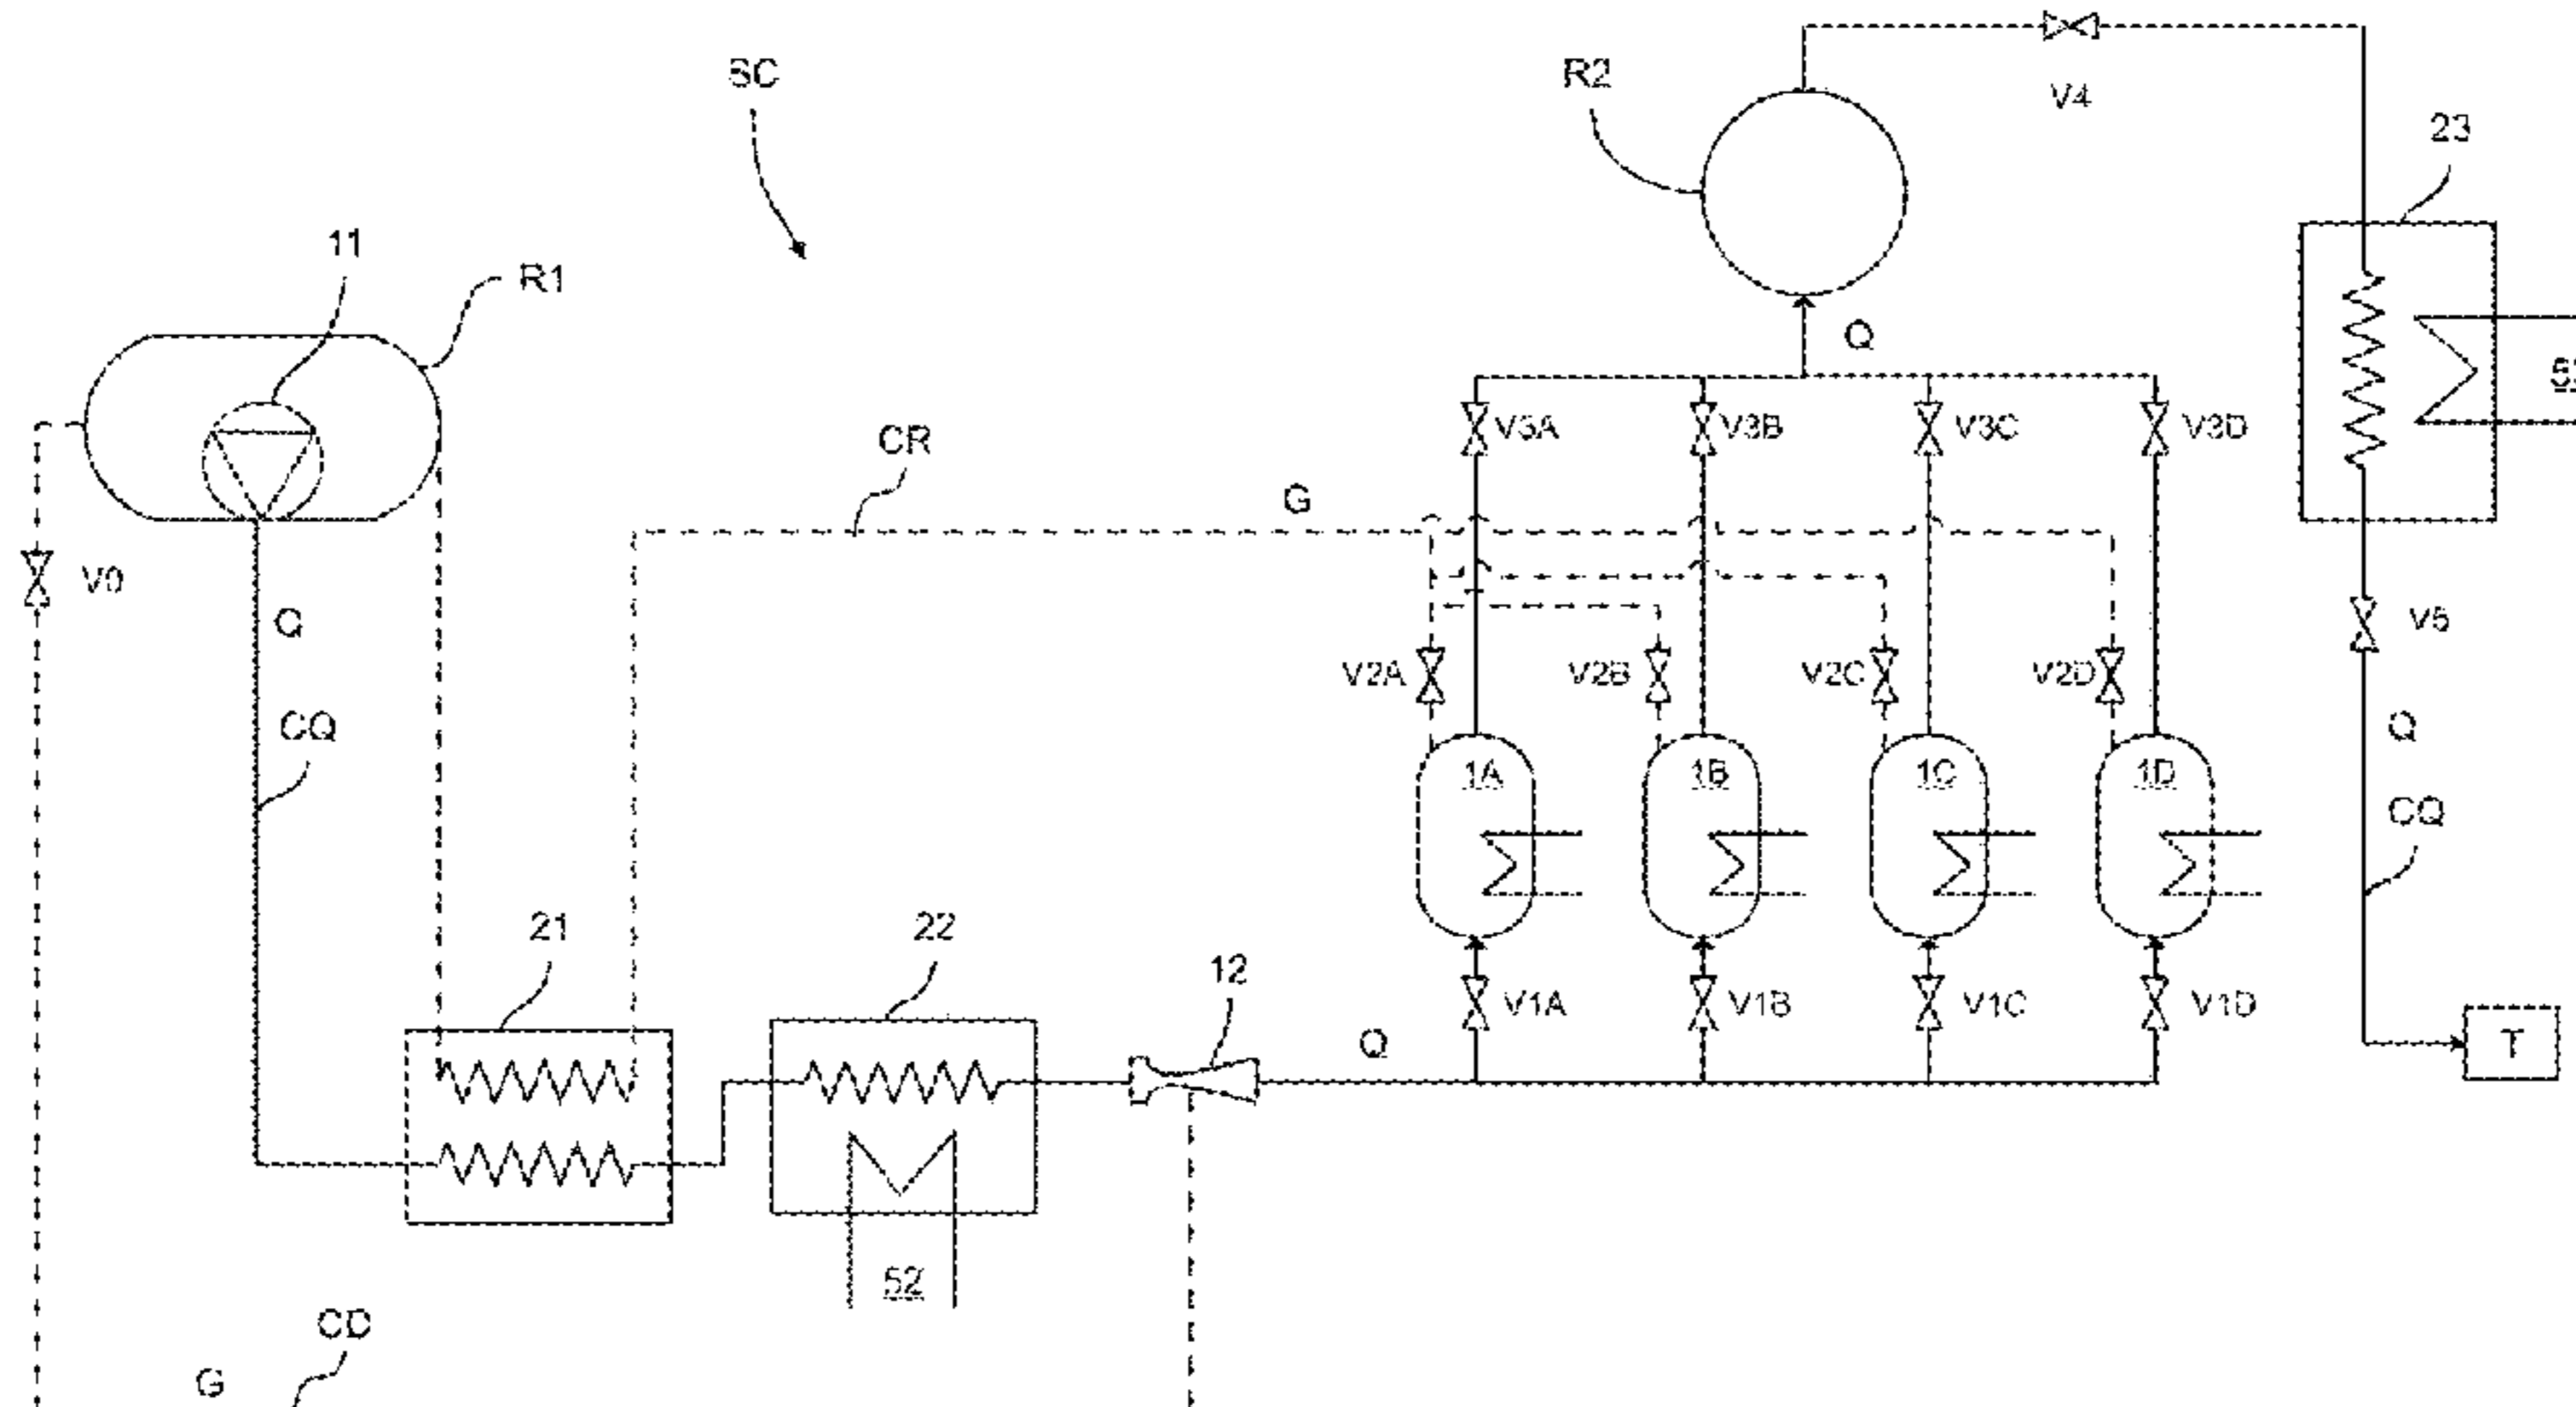 SC
R2
V4
23
11
R1
Q
V3A
V3B
V3C
V3D
CR
G
V0
Q
V5
V2A
V2B
V2C
V2D
CQ
Q
1A
1B
1C
1D
CQ
21
22
12
V1A
V1B
V1C
V1D
Q
T
52
CD
G